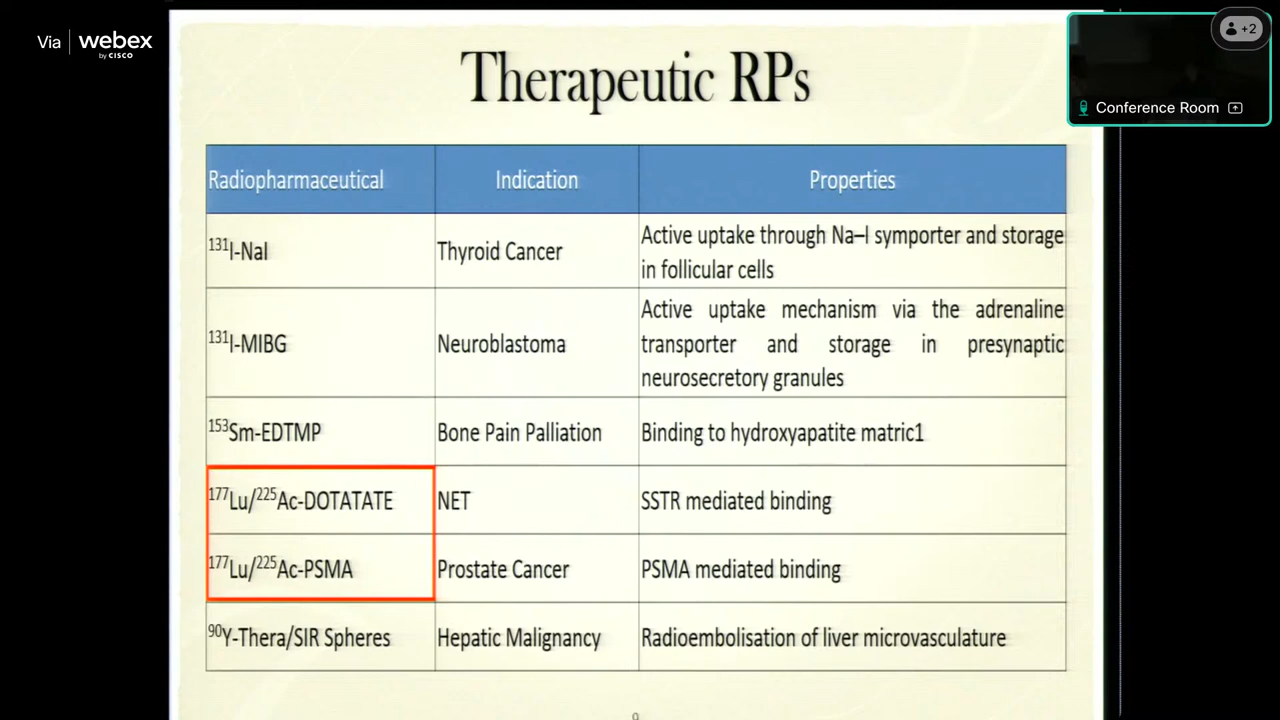 Via webex
by CISCO
+2
Conference Room
Therapeutic RPs
Radiopharmaceutical Indication Properties
¹³¹I-NaI Thyroid Cancer Active uptake through Na–I symporter and storage
in follicular cells
¹³¹I-MIBG Neuroblastoma Active uptake mechanism via the adrenaline
transporter and storage in presynaptic
neurosecretory granules
¹⁵³Sm-EDTMP Bone Pain Palliation Binding to hydroxyapatite matric1
¹⁷⁷Lu/²²⁵Ac-DOTATATE NET SSTR mediated binding
¹⁷⁷Lu/²²⁵Ac-PSMA Prostate Cancer PSMA mediated binding
⁹⁰Y-Thera/SIR Spheres Hepatic Malignancy Radioembolisation of liver microvasculature
9